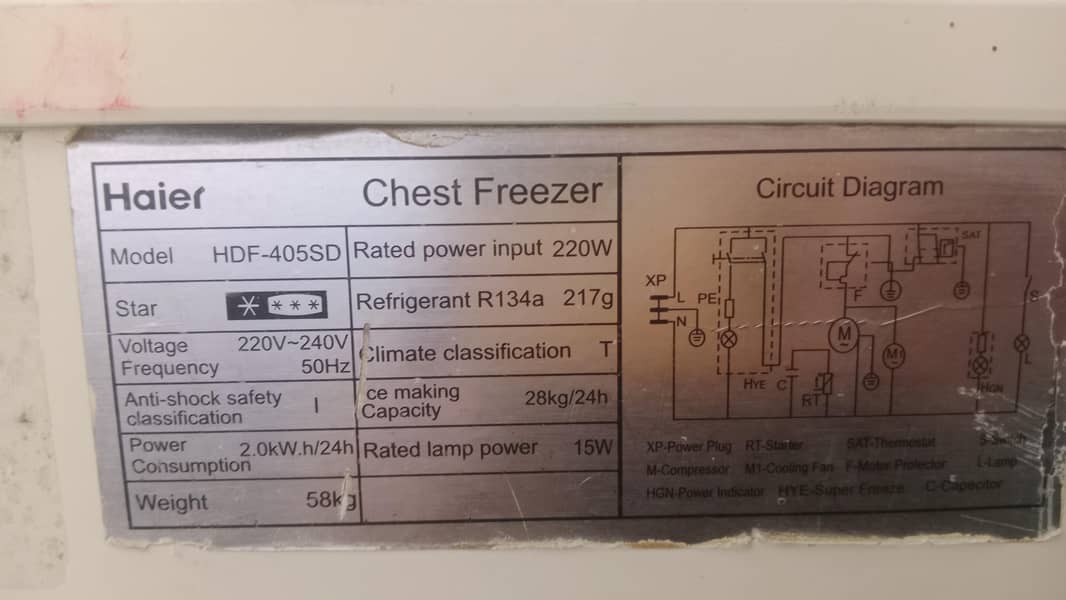 Haier Chest Freezer
Model HDF-405SD Rated power input 220W
Star Refrigerant R134a 217g
Voltage 220V~240V
Frequency 50Hz
Climate classification T
Anti-shock safety
classification I
ce making
Capacity 28kg/24h
Power
Consumption 2.0kW.h/24h
Rated lamp power 15W
Weight 58kg
Circuit Diagram
SAT
XP
L
PE
N
F
S
M
~
M1
HYE
C
RT
HGN
L
XP-Power Plug RT-Starter SAT-Thermostat S-Switch
M-Compressor M1-Cooling Fan F-Motor Protector L-Lamp
HGN-Power Indicator HYE-Super Freeze C-Capacitor